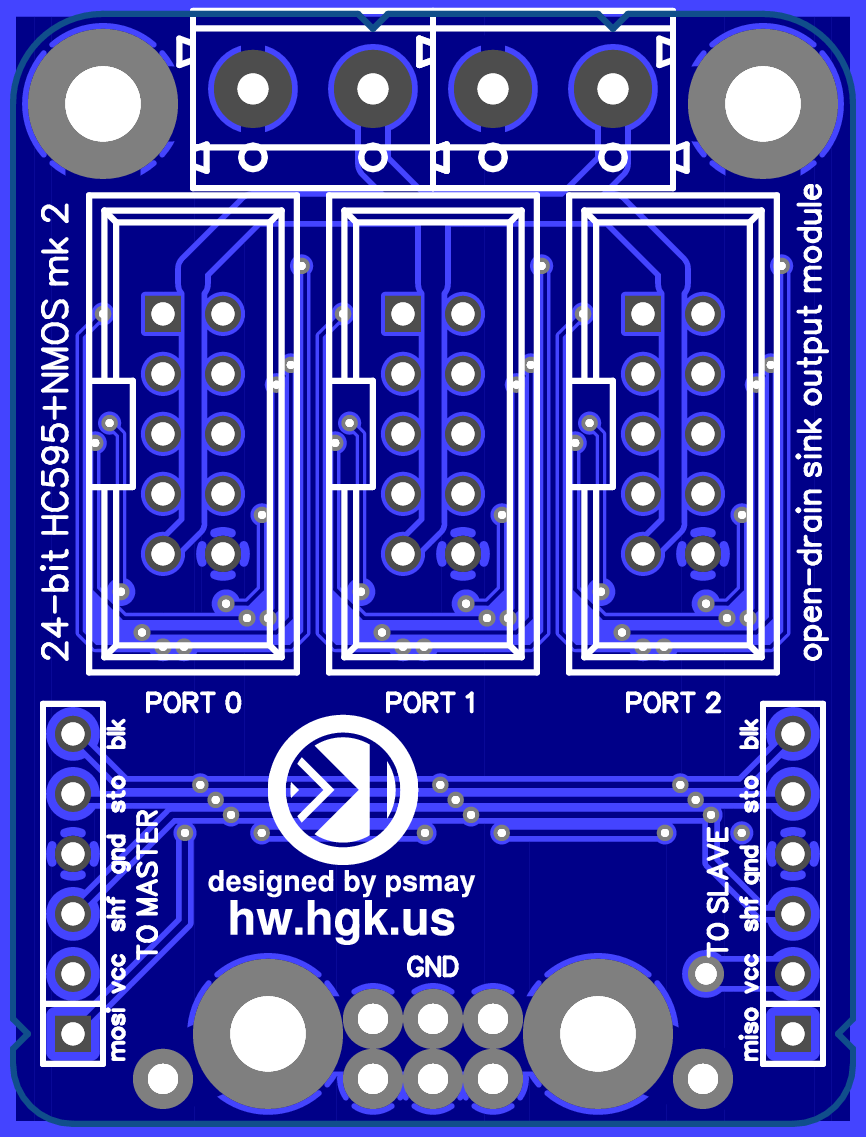 24-bit HC595+NMOS mk 2
open-drain sink output module
PORT 0
PORT 1
PORT 2
blk
sto
gnd
shf
vcc
mosi
TO MASTER
designed by psmay
hw.hgk.us
GND
TO SLAVE
blk
sto
gnd
shf
vcc
miso